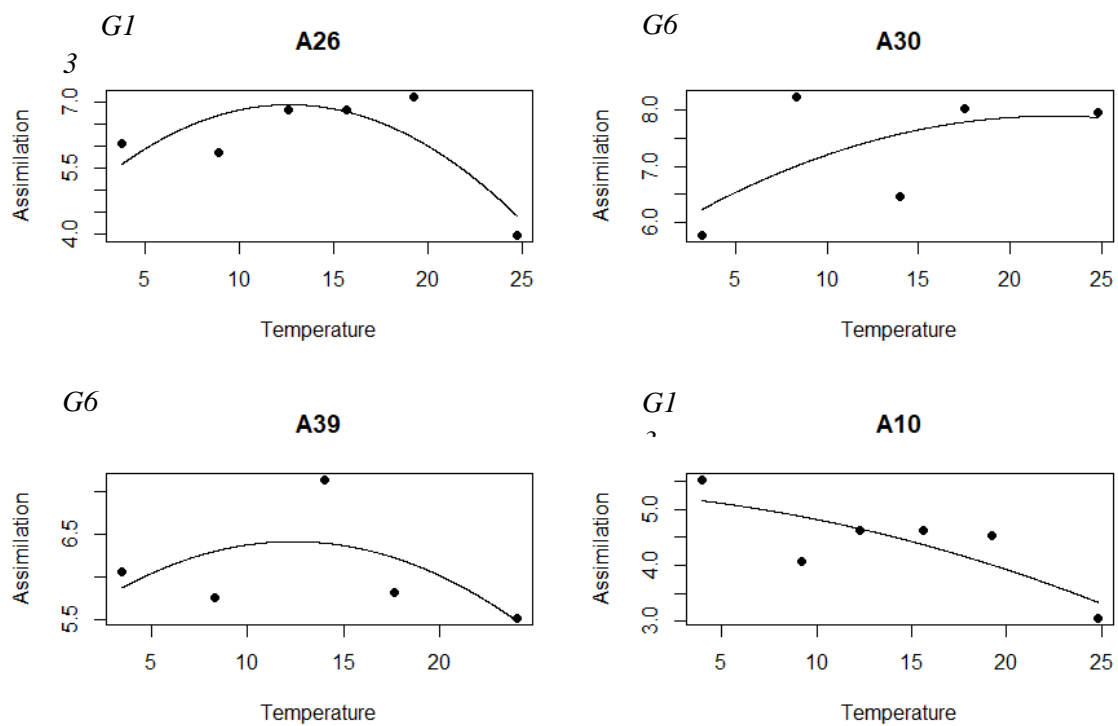 G1
3
A26
Assimilation
7.0
5.5
4.0
5 10 15 20 25
Temperature
G6
A30
Assimilation
8.0
7.0
6.0
5 10 15 20 25
Temperature
G6
A39
Assimilation
6.5
5.5
5 10 15 20
Temperature
G1
A10
Assimilation
5.0
4.0
3.0
5 10 15 20 25
Temperature